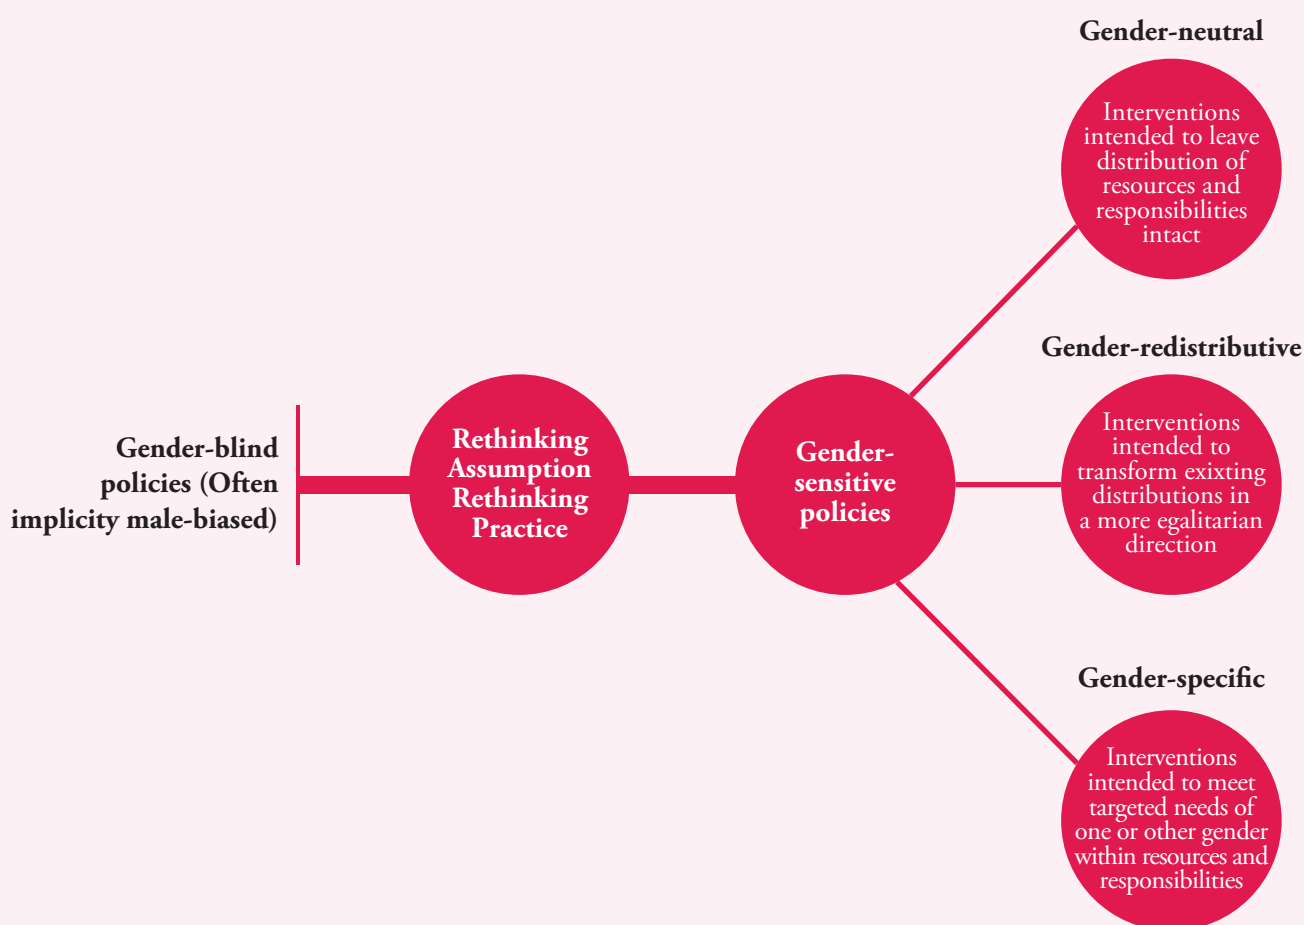 Gender-blind
policies (Often
implicity male-biased)
Rethinking
Assumption
Rethinking
Practice
Gender-
sensitive
policies
Gender-neutral
Interventions
intended to leave
distribution of
resources and
responsibilities
intact
Gender-redistributive
Interventions
intended to
transform exixting
distributions in
a more egalitarian
direction
Gender-specific
Interventions
intended to meet
targeted needs of
one or other gender
within resources and
responsibilities